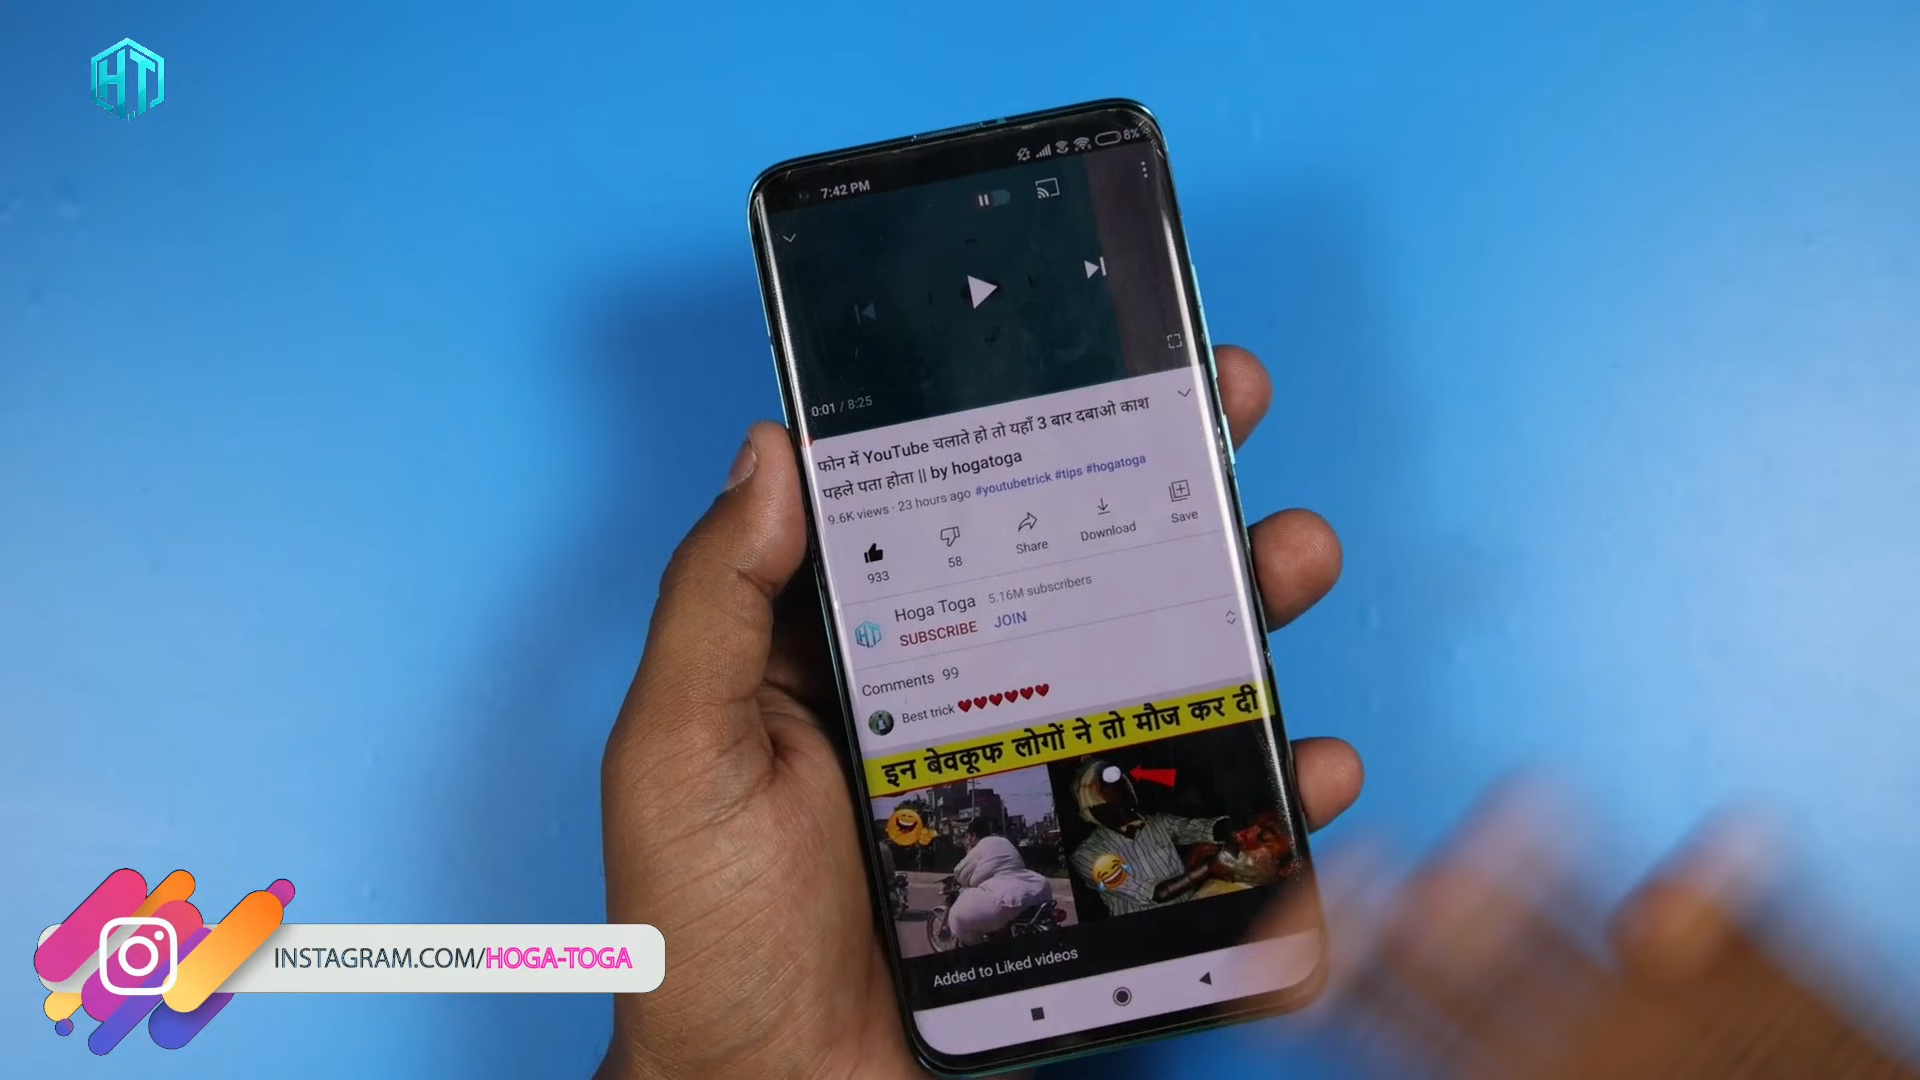 HT
7:42 PM
8%
0:01 / 8:25
फोन में YouTube चलाते हो तो यहाँ 3 बार दबाओ काश
पहले पता होता || by hogatoga
9.6K views · 23 hours ago #youtubetrick #tips #hogatoga
933
58
Share
Download
Save
Hoga Toga 5.16M subscribers
SUBSCRIBE JOIN
Comments 99
Best trick ❤❤❤❤❤❤
इन बेवकूफ लोगों ने तो मौज कर दी
Added to Liked videos
INSTAGRAM.COM/HOGA-TOGA